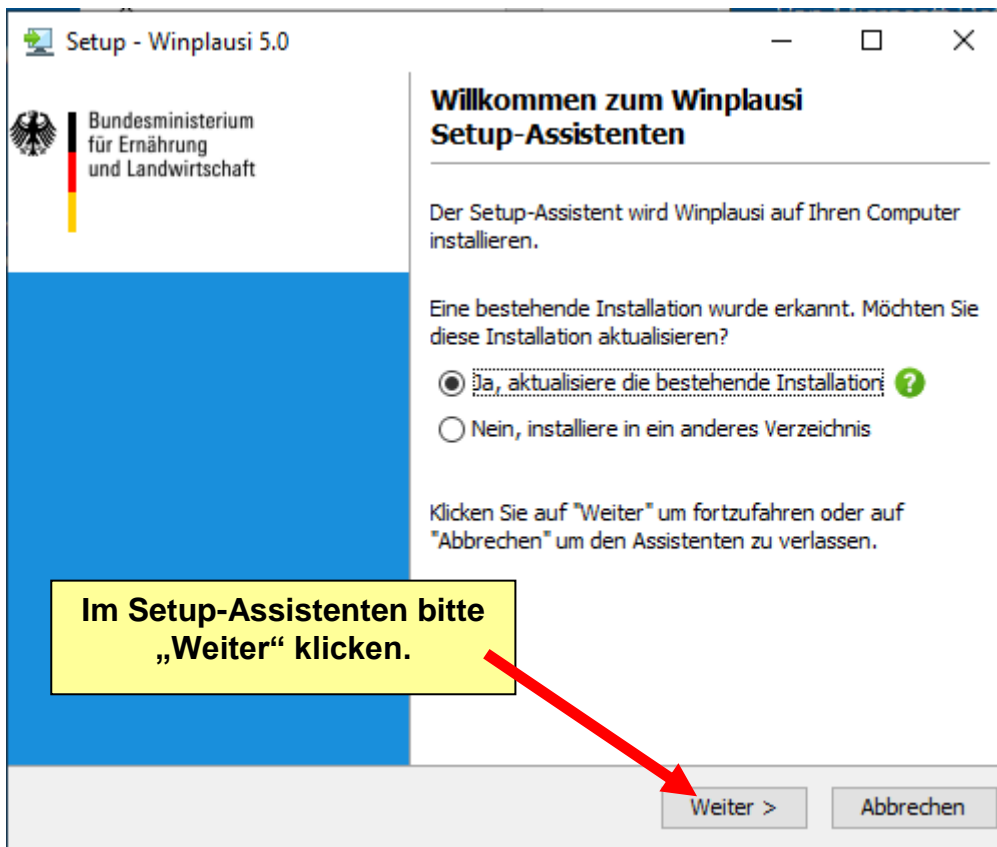 Setup - Winplausi 5.0
Bundesministerium
für Ernährung
und Landwirtschaft
Willkommen zum Winplausi
Setup-Assistenten
Der Setup-Assistent wird Winplausi auf Ihren Computer
installieren.
Eine bestehende Installation wurde erkannt. Möchten Sie
diese Installation aktualisieren?
Ja, aktualisiere die bestehende Installation ?
Nein, installiere in ein anderes Verzeichnis
Klicken Sie auf "Weiter" um fortzufahren oder auf
"Abbrechen" um den Assistenten zu verlassen.
Im Setup-Assistenten bitte
„Weiter“ klicken.
Weiter >
Abbrechen